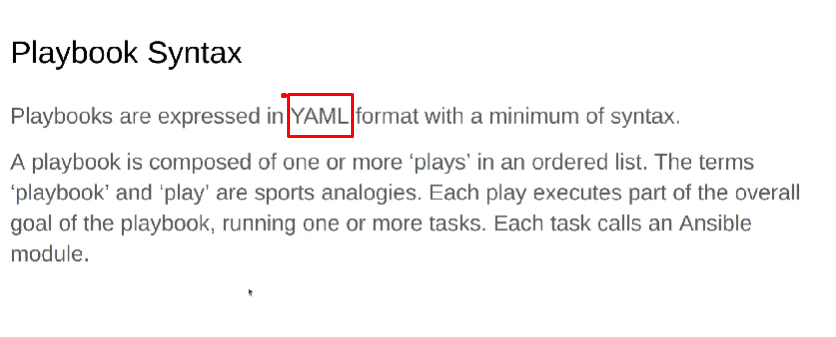 Playbook Syntax
Playbooks are expressed in YAML format with a minimum of syntax.
A playbook is composed of one or more ‘plays’ in an ordered list. The terms
‘playbook’ and ‘play’ are sports analogies. Each play executes part of the overall
goal of the playbook, running one or more tasks. Each task calls an Ansible
module.